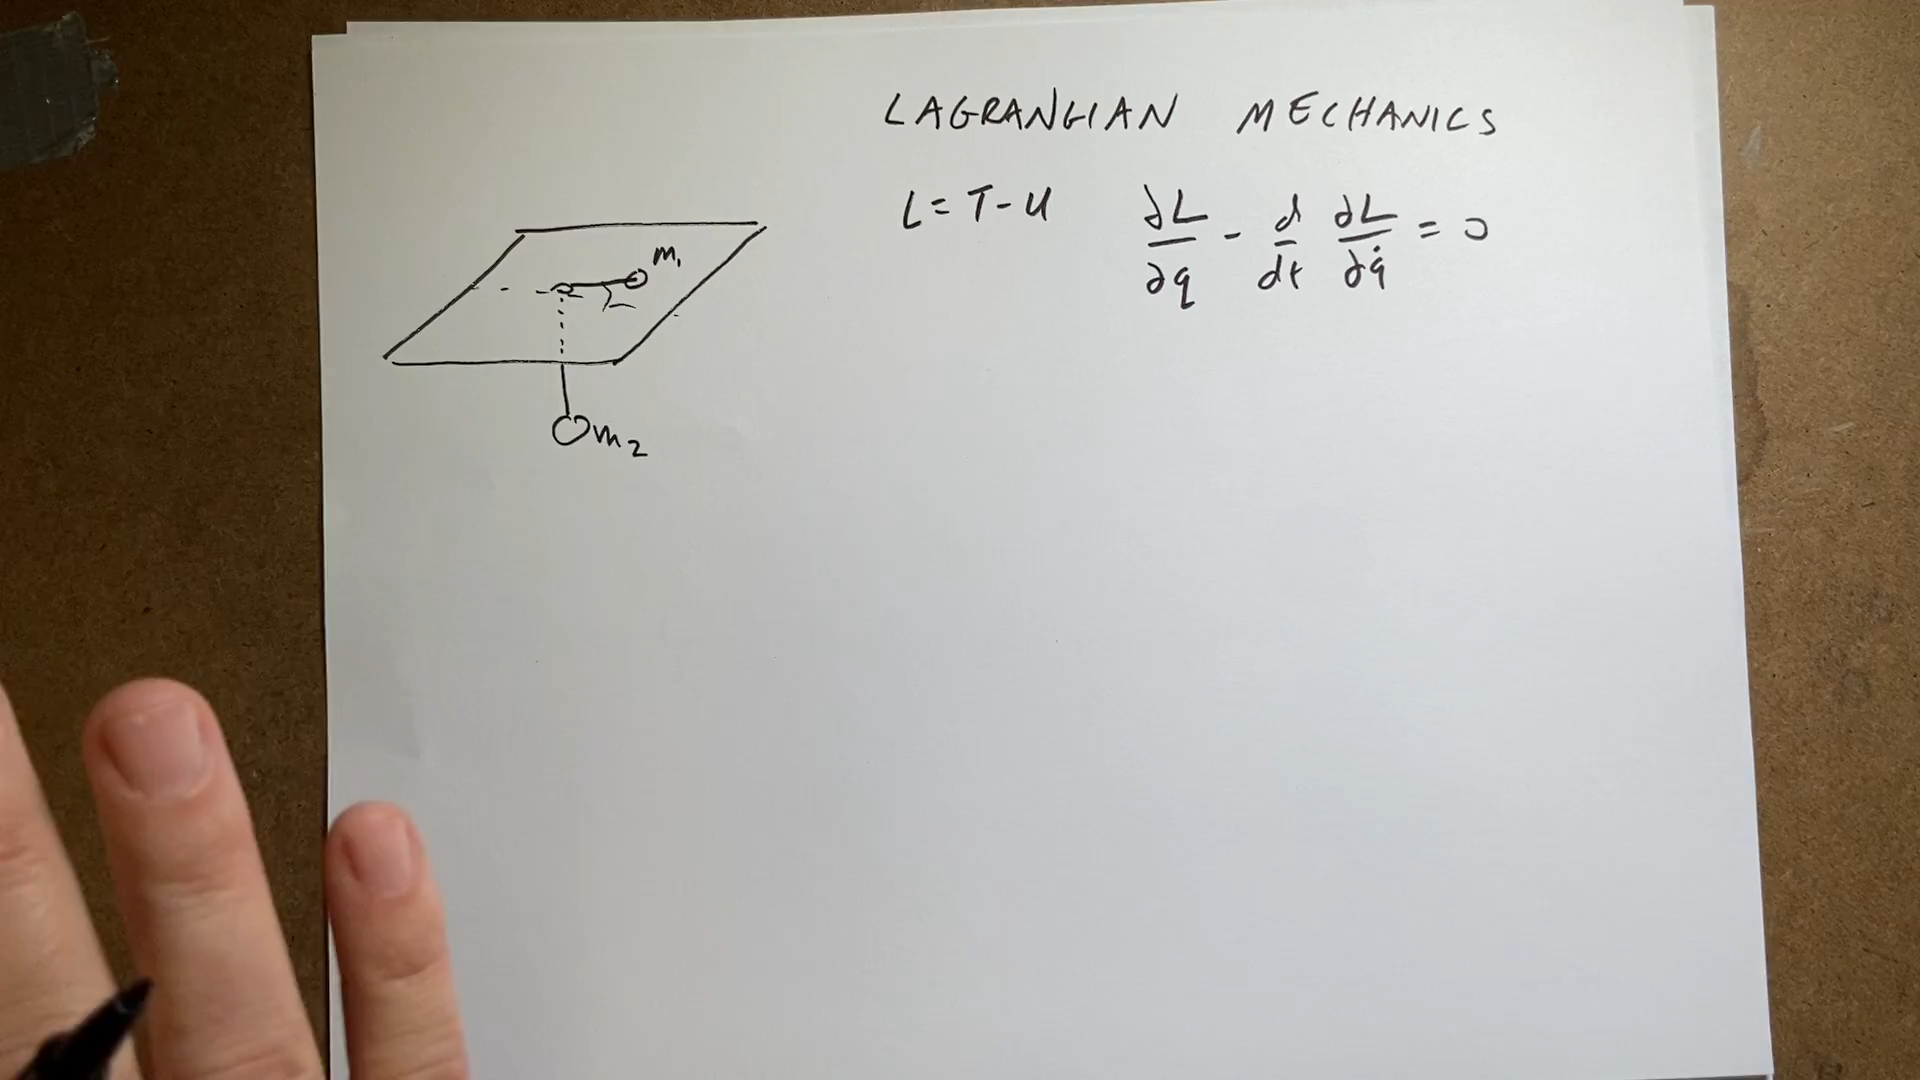 LAGRANGIAN MECHANICS
L = T - U ∂L/∂q - d/dt ∂L/∂q̇ = 0
m₁
m₂